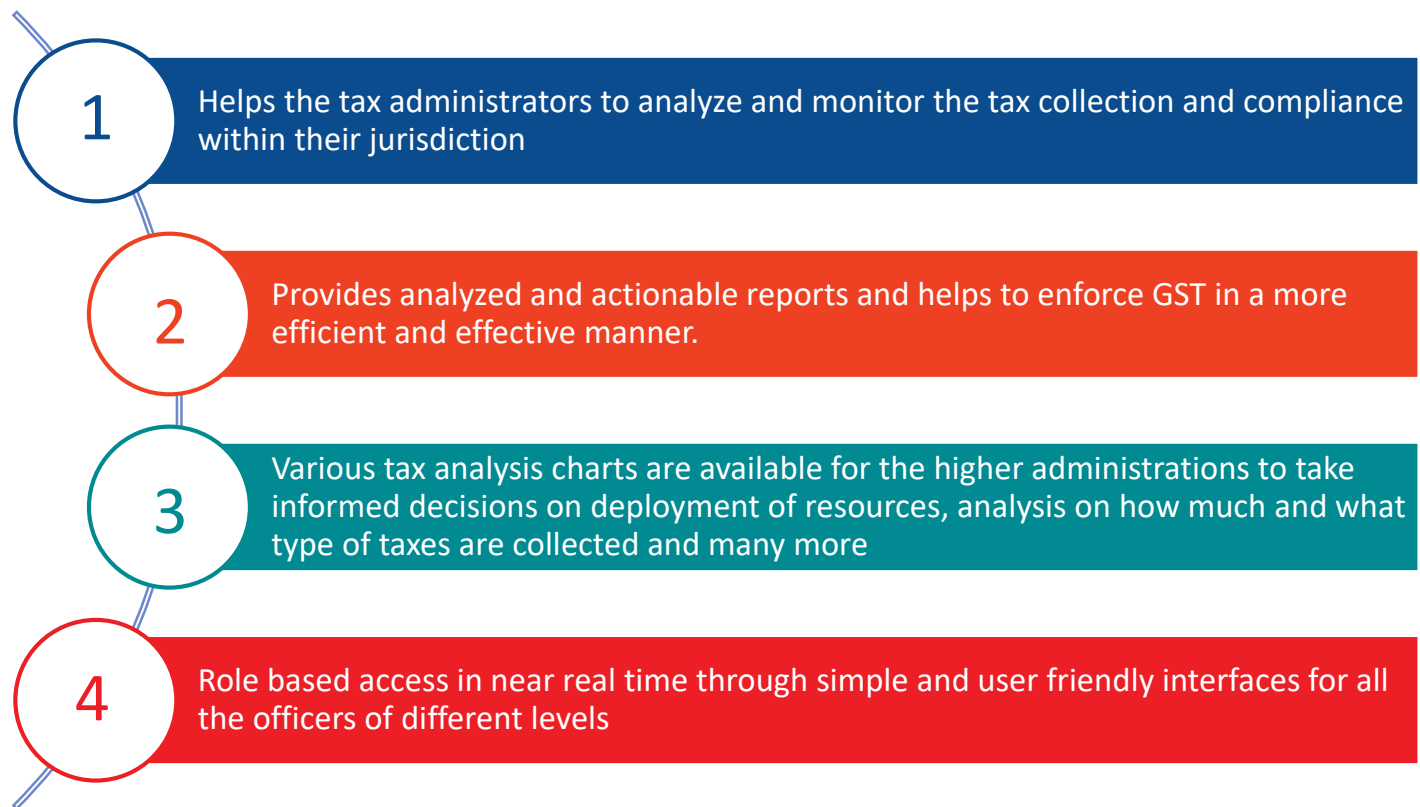 1
Helps the tax administrators to analyze and monitor the tax collection and compliance
within their jurisdiction
2
Provides analyzed and actionable reports and helps to enforce GST in a more
efficient and effective manner.
3
Various tax analysis charts are available for the higher administrations to take
informed decisions on deployment of resources, analysis on how much and what
type of taxes are collected and many more
4
Role based access in near real time through simple and user friendly interfaces for all
the officers of different levels